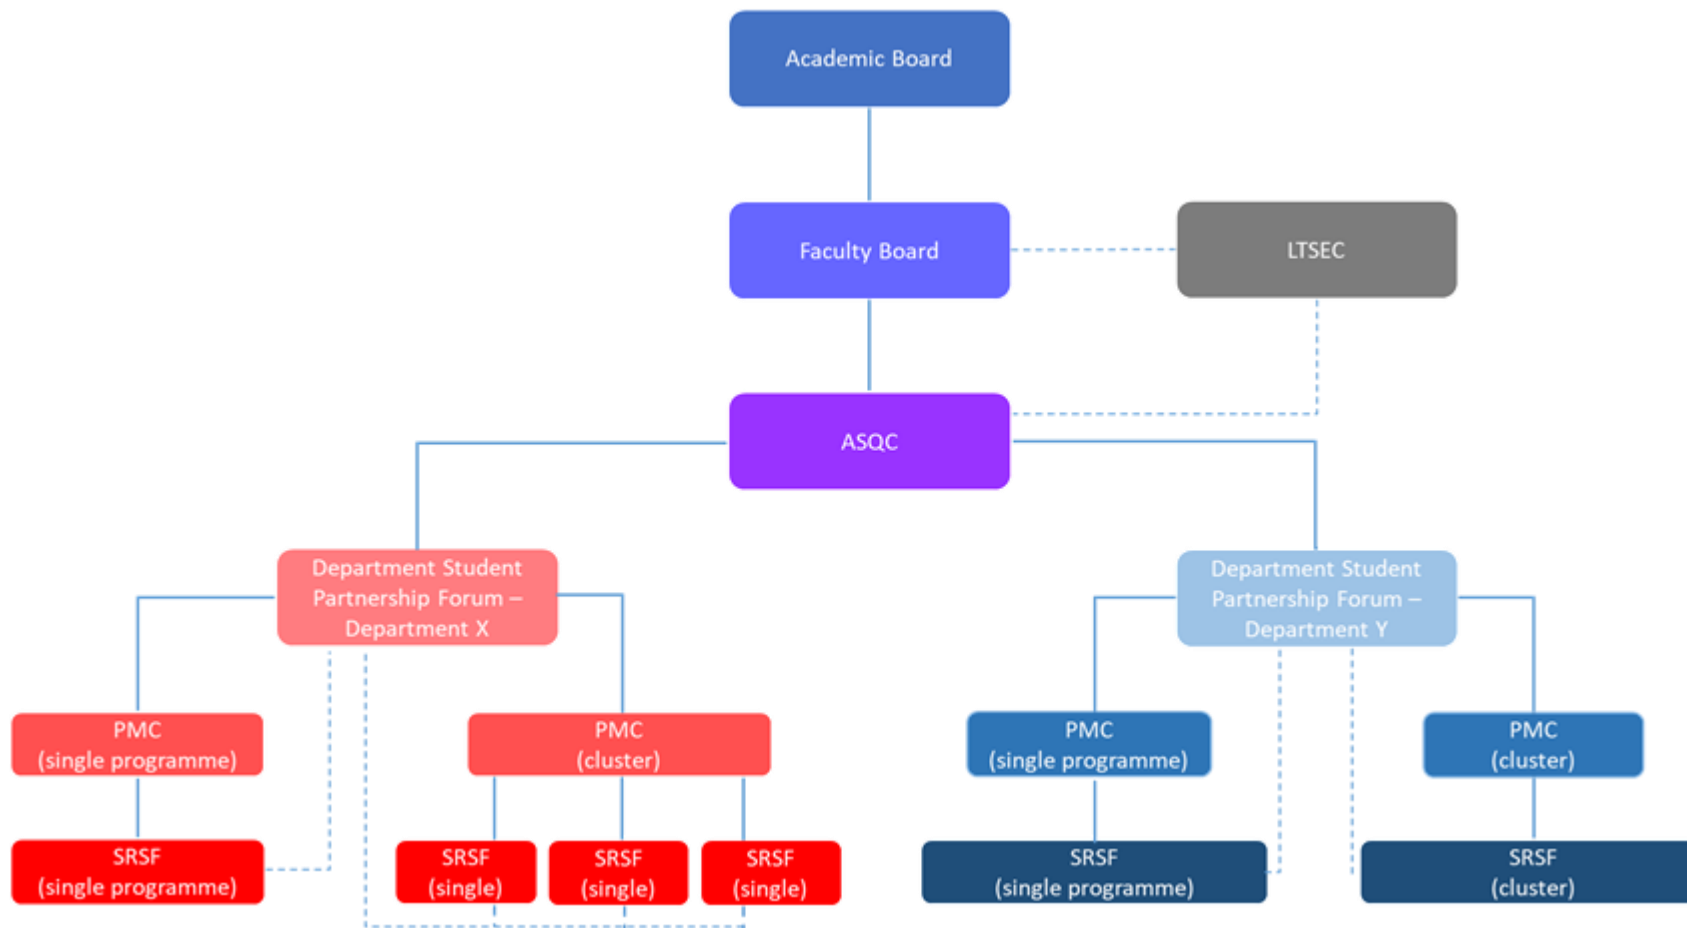 Academic Board
Faculty Board
LTSEC
ASQC
Department Student
Partnership Forum –
Department X
Department Student
Partnership Forum –
Department Y
PMC
(single programme)
PMC
(cluster)
PMC
(single programme)
PMC
(cluster)
SRSF
(single programme)
SRSF
(single)
SRSF
(single)
SRSF
(single)
SRSF
(single programme)
SRSF
(cluster)